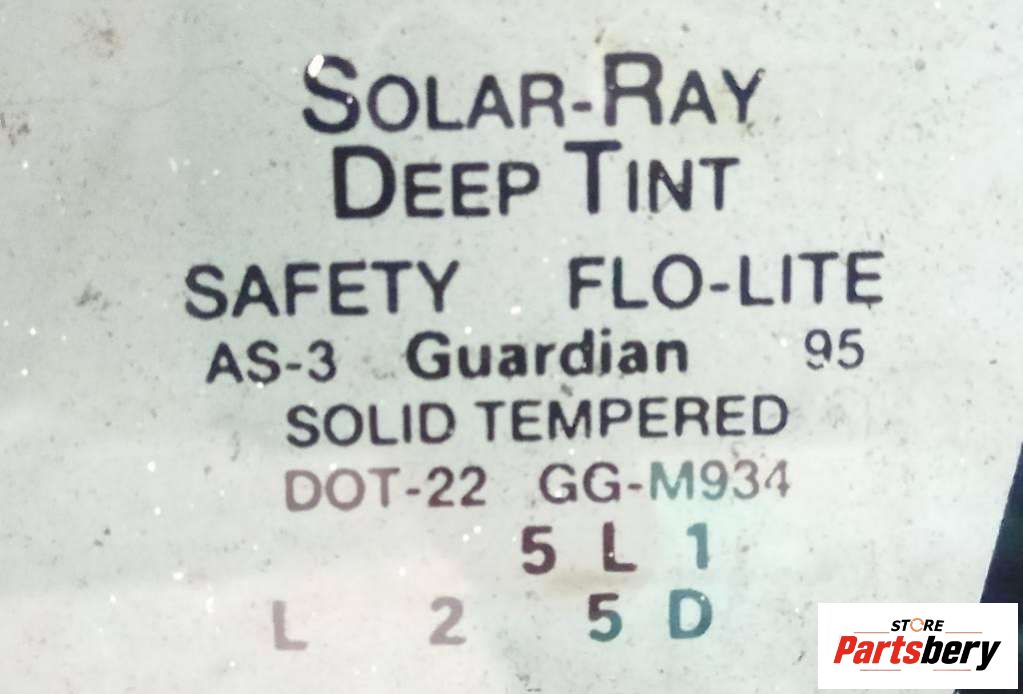 SOLAR-RAY
DEEP TINT
SAFETY FLO-LITE
AS-3 Guardian 95
SOLID TEMPERED
DOT-22 GG-M934
5 L 1
L 2 5 D
STORE
Partsbery